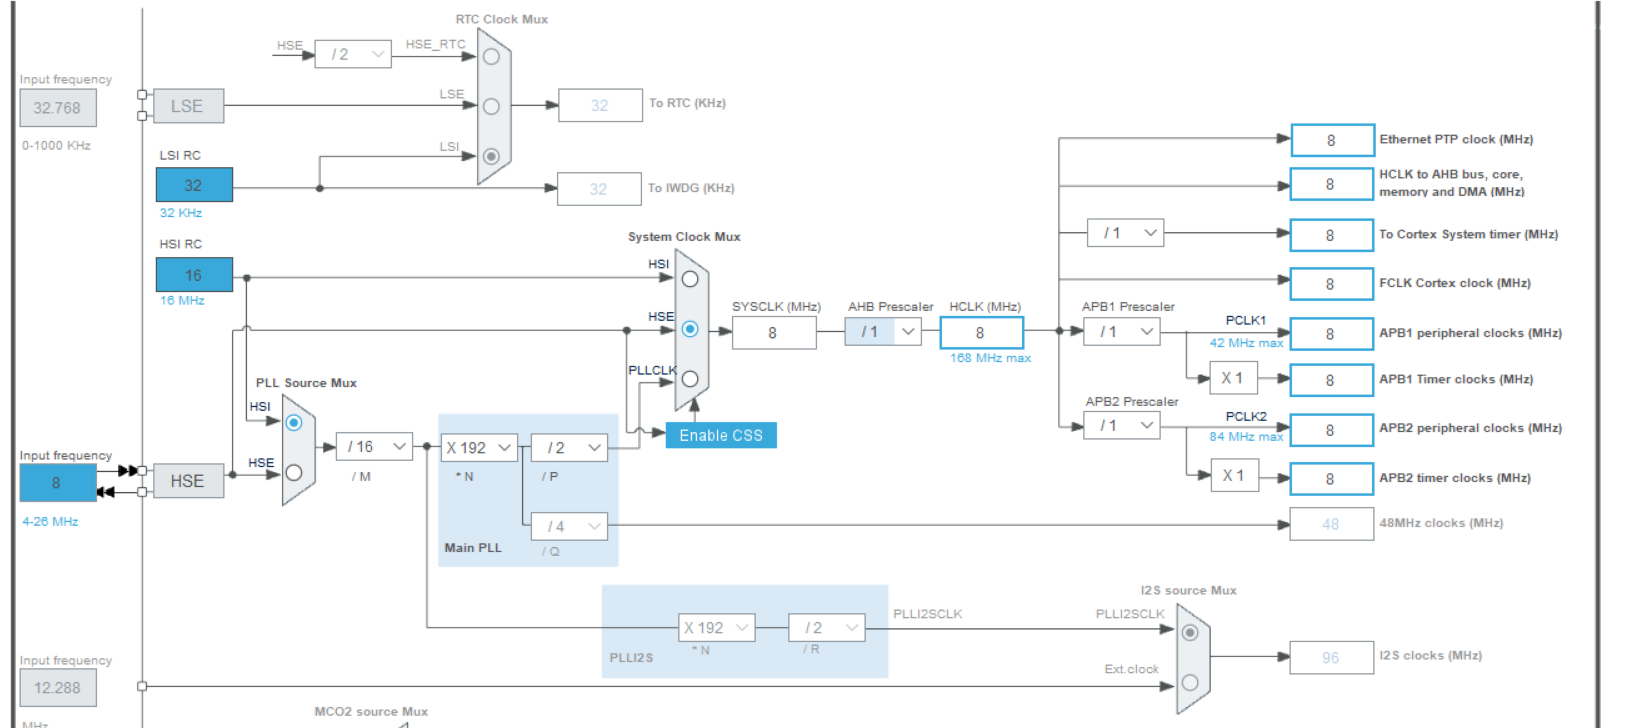 RTC Clock Mux
HSE
/ 2
HSE_RTC
Input frequency
32.768
0-1000 KHz
LSE
LSE
32
To RTC (KHz)
LSI RC
LSI
32
32 KHz
32
To IWDG (KHz)
Ethernet PTP clock (MHz)
8
HCLK to AHB bus, core,
memory and DMA (MHz)
8
/ 1
8
To Cortex System timer (MHz)
8
FCLK Cortex clock (MHz)
HSI RC
16
16 MHz
System Clock Mux
HSI
HSE
PLLCLK
SYSCLK (MHz)
8
AHB Prescaler
/ 1
HCLK (MHz)
8
168 MHz max
APB1 Prescaler
/ 1
PCLK1
42 MHz max
8
APB1 peripheral clocks (MHz)
X 1
8
APB1 Timer clocks (MHz)
APB2 Prescaler
/ 1
PCLK2
84 MHz max
8
APB2 peripheral clocks (MHz)
X 1
8
APB2 timer clocks (MHz)
PLL Source Mux
HSI
HSE
Input frequency
8
4-26 MHz
HSE
/ 16
/ M
X 192
* N
/ 2
/ P
Enable CSS
/ 4
/ Q
Main PLL
48
48MHz clocks (MHz)
I2S source Mux
PLLI2SCLK
PLLI2SCLK
X 192
* N
/ 2
/ R
PLLI2S
Ext.clock
96
I2S clocks (MHz)
Input frequency
12.288
MHz
MCO2 source Mux